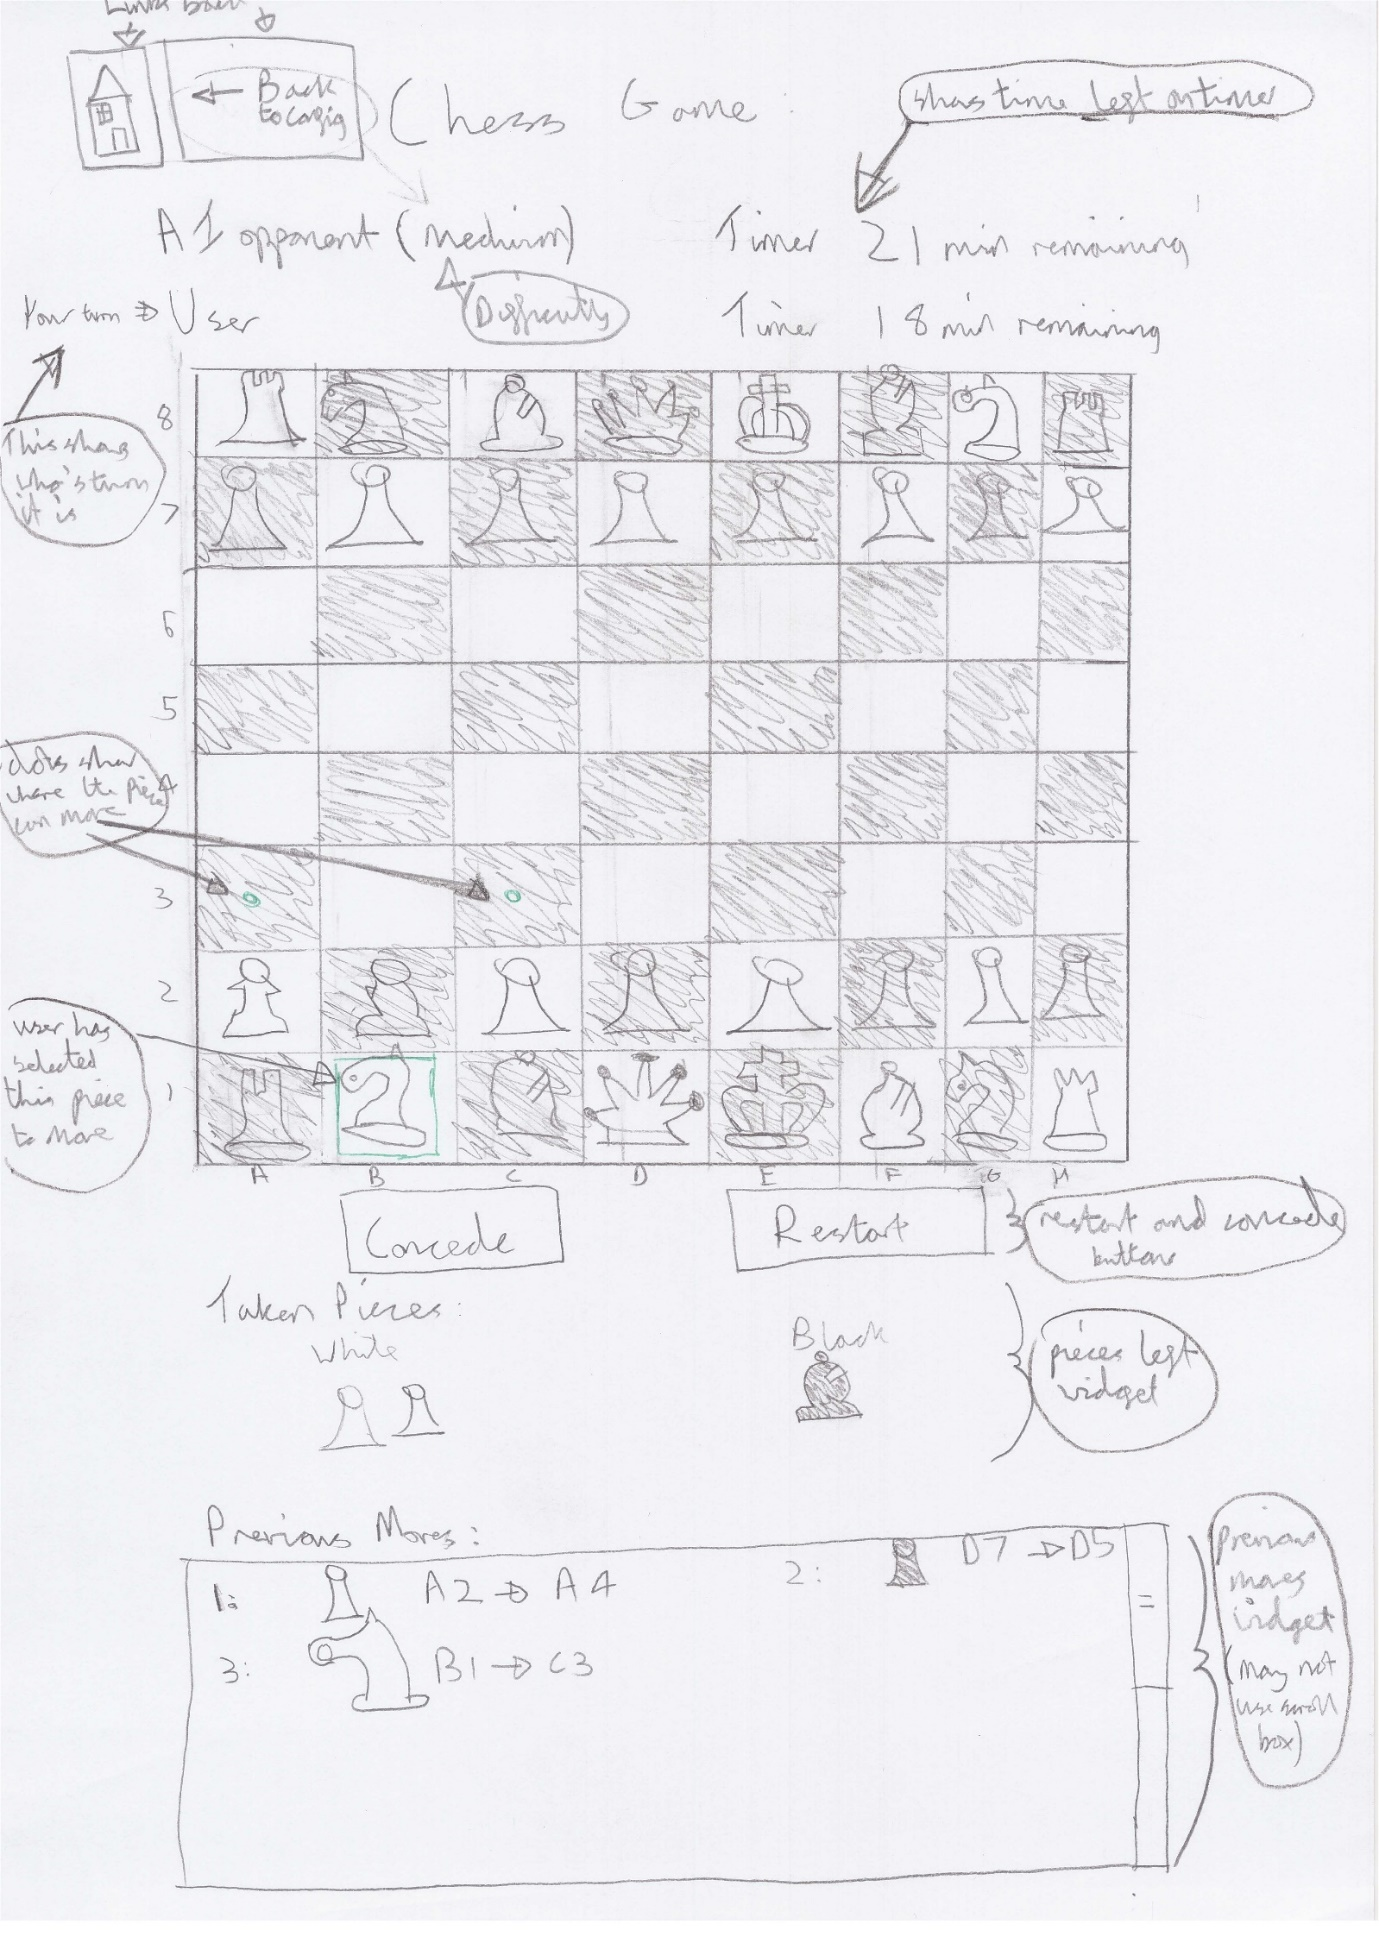 Links back
Back
to config
Chess Game:
shows time left on timer
AI opponent (Medium)
Timer 21 min remaining
Difficulty
Your turn → User
Timer 18 min remaining
This shows
who's turn
it is
8
7
6
5
4
3
2
1
dots show
where the piece
can move
user has
selected
this piece
to move
A B C D E F G H
Concede
Restart
restart and concede
buttons
Taken Pieces:
White
Black
pieces left
widget
Previous Moves:
1: A2 → A4
2: D7 → D5
3: B1 → C3
Previous
moves
widget
(may not
use scroll
box)